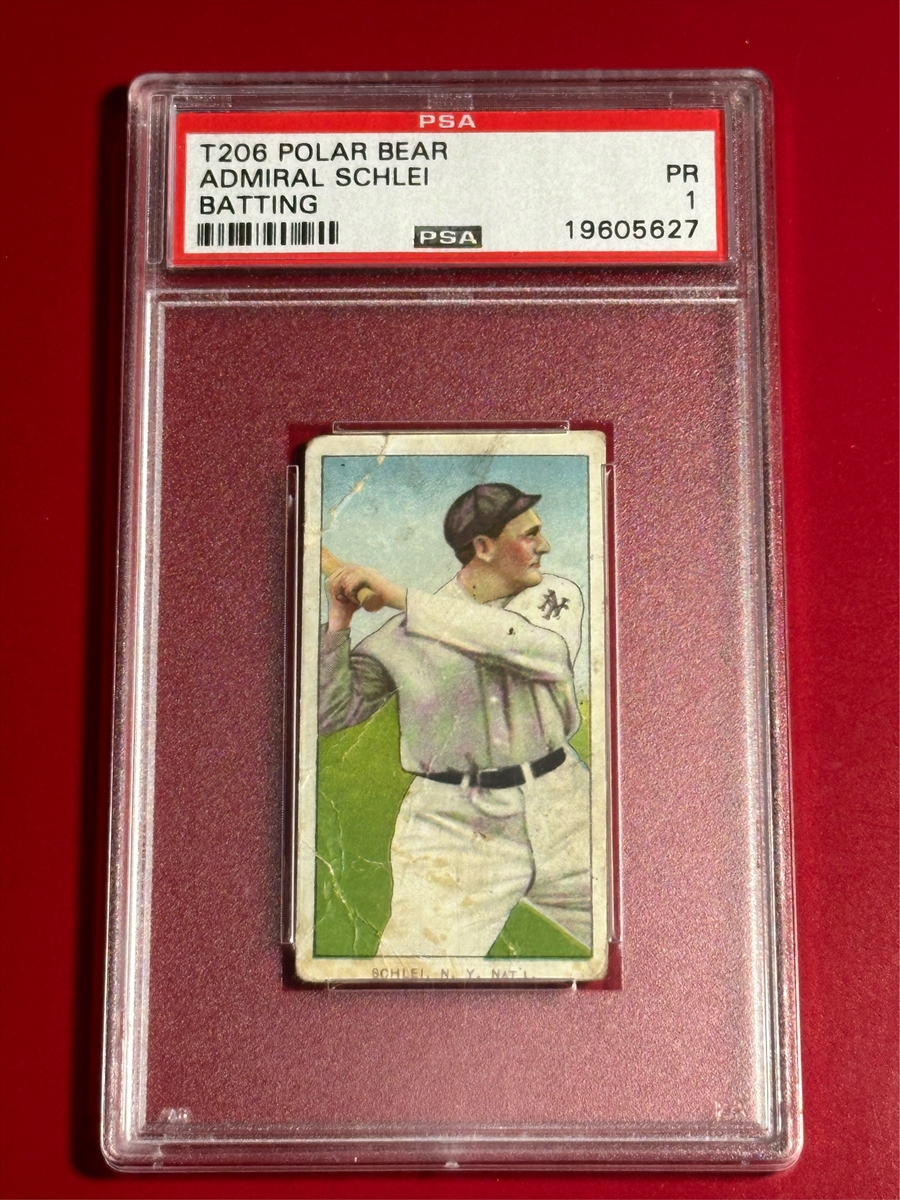 PSA
T206 POLAR BEAR
ADMIRAL SCHLEI
PR
BATTING
1
PSA
19605627
NY
SCHLEI, N. Y. NAT'L.